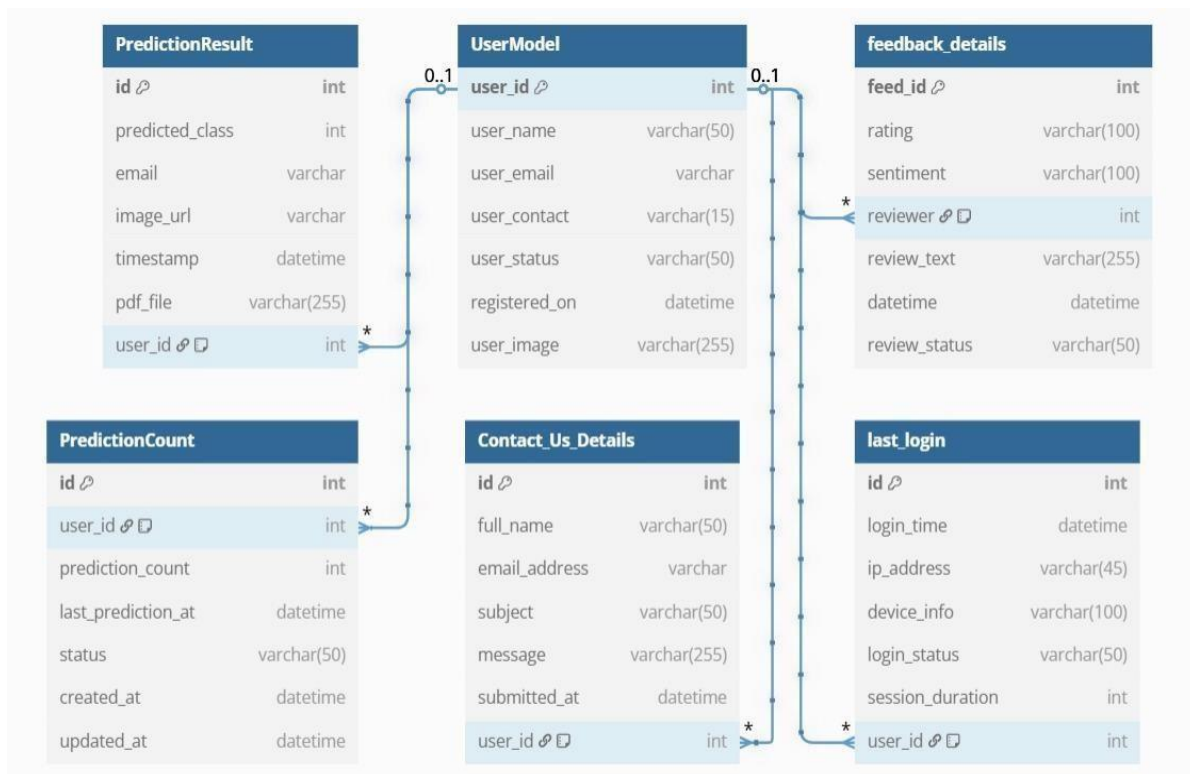 PredictionResult
id int
predicted_class int
email varchar
image_url varchar
timestamp datetime
pdf_file varchar(255)
user_id int
*
0..1
UserModel
user_id int
user_name varchar(50)
user_email varchar
user_contact varchar(15)
user_status varchar(50)
registered_on datetime
user_image varchar(255)
0..1
feedback_details
feed_id int
rating varchar(100)
sentiment varchar(100)
*
reviewer int
review_text varchar(255)
datetime datetime
review_status varchar(50)
PredictionCount
id int
user_id int
*
prediction_count int
last_prediction_at datetime
status varchar(50)
created_at datetime
updated_at datetime
Contact_Us_Details
id int
full_name varchar(50)
email_address varchar
subject varchar(50)
message varchar(255)
submitted_at datetime
user_id int
*
last_login
id int
login_time datetime
ip_address varchar(45)
device_info varchar(100)
login_status varchar(50)
session_duration int
*
user_id int